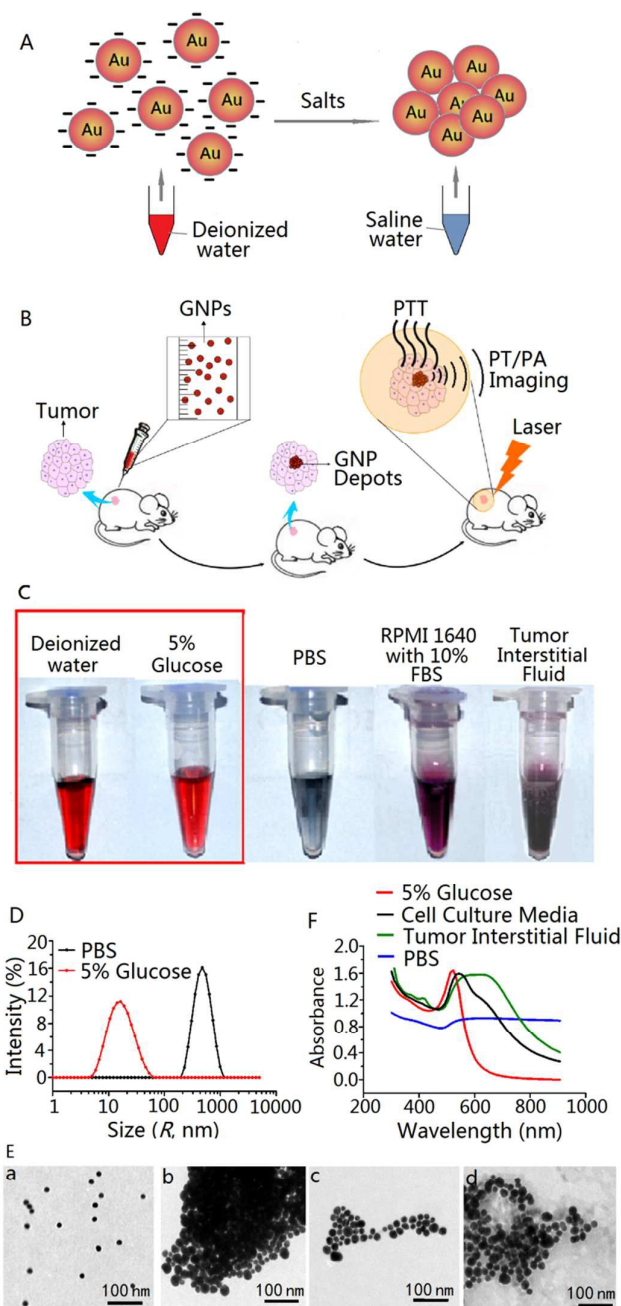 A
Au
Au
Au
Au
Au
Au
Salts
Au
Au
Au
Au
Au
Au
Au
Deionized
water
Saline
water
B
GNPs
PTT
PT/PA
Imaging
Tumor
Laser
GNP
Depots
C
Deionized
water
5%
Glucose
PBS
RPMI 1640
with 10%
FBS
Tumor
Interstitial
Fluid
D
PBS
5% Glucose
Intensity (%)
20
16
12
8
4
0
1
10
100
1000
10000
Size (R, nm)
F
5% Glucose
Cell Culture Media
Tumor Interstitial Fluid
PBS
Absorbance
2.0
1.6
1.2
0.8
0.4
0.0
200
400
600
800
1000
Wavelength (nm)
E
a
100 nm
b
100 nm
c
100 nm
d
100 nm